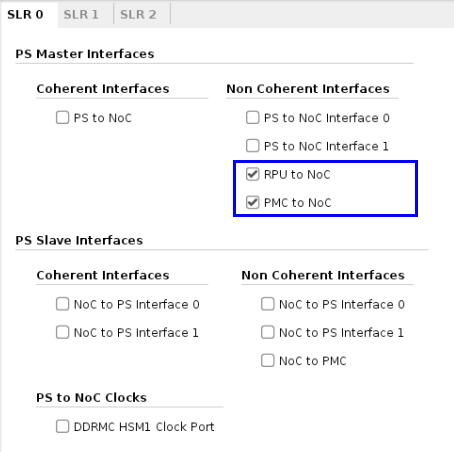 SLR 0 SLR 1 SLR 2
PS Master Interfaces
Coherent Interfaces
PS to NoC
Non Coherent Interfaces
PS to NoC Interface 0
PS to NoC Interface 1
RPU to NoC
PMC to NoC
PS Slave Interfaces
Coherent Interfaces
NoC to PS Interface 0
NoC to PS Interface 1
Non Coherent Interfaces
NoC to PS Interface 0
NoC to PS Interface 1
NoC to PMC
PS to NoC Clocks
DDRMC HSM1 Clock Port